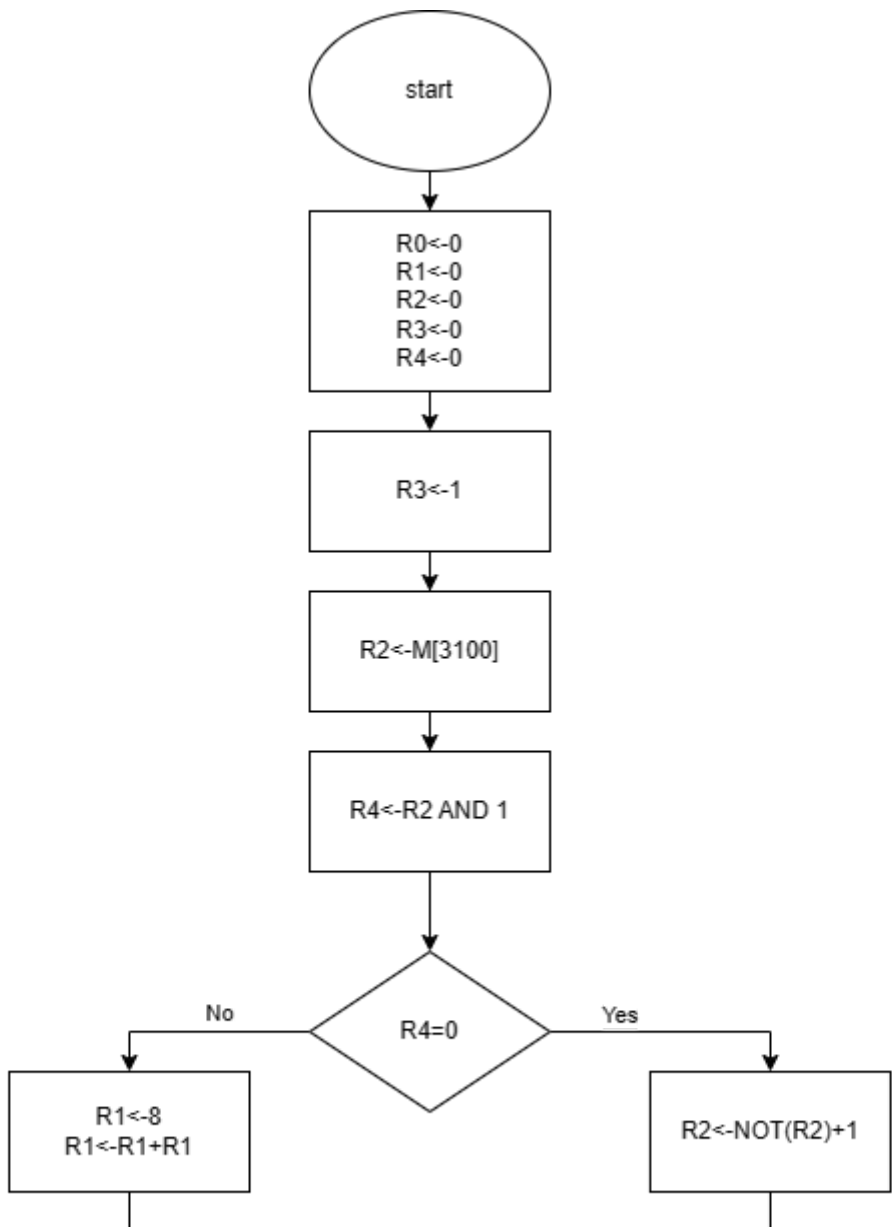 start
R0<-0
R1<-0
R2<-0
R3<-0
R4<-0
R3<-1
R2<-M[3100]
R4<-R2 AND 1
R4=0
No
Yes
R1<-8
R1<-R1+R1
R2<-NOT(R2)+1